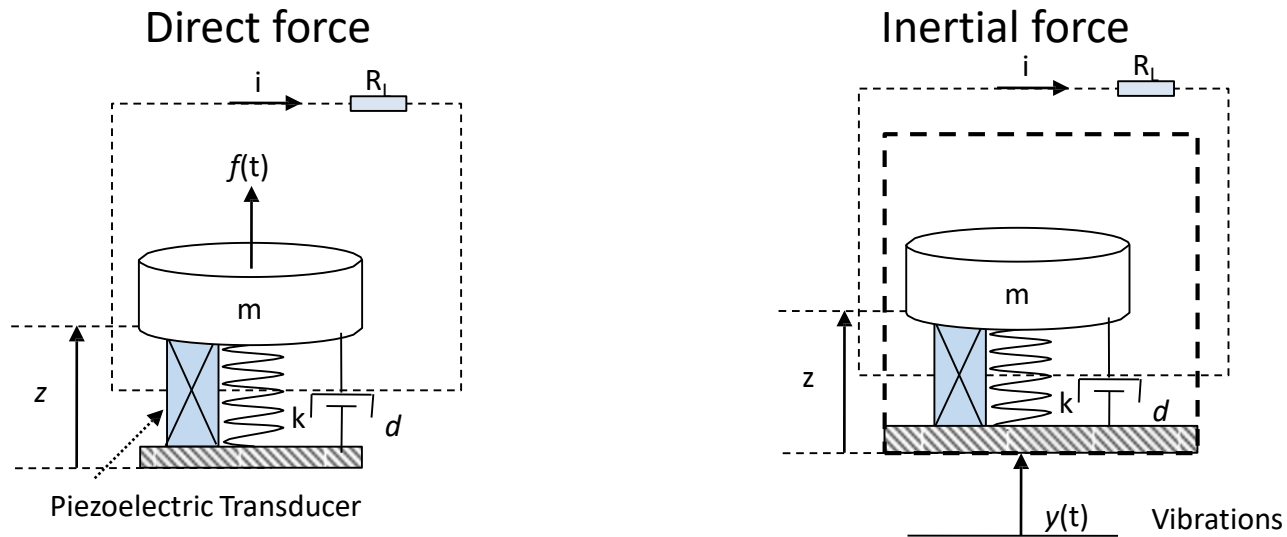 Direct force
i
R_L
f(t)
m
z
k
d
Piezoelectric Transducer
Inertial force
i
R_L
m
z
k
d
y(t)
Vibrations